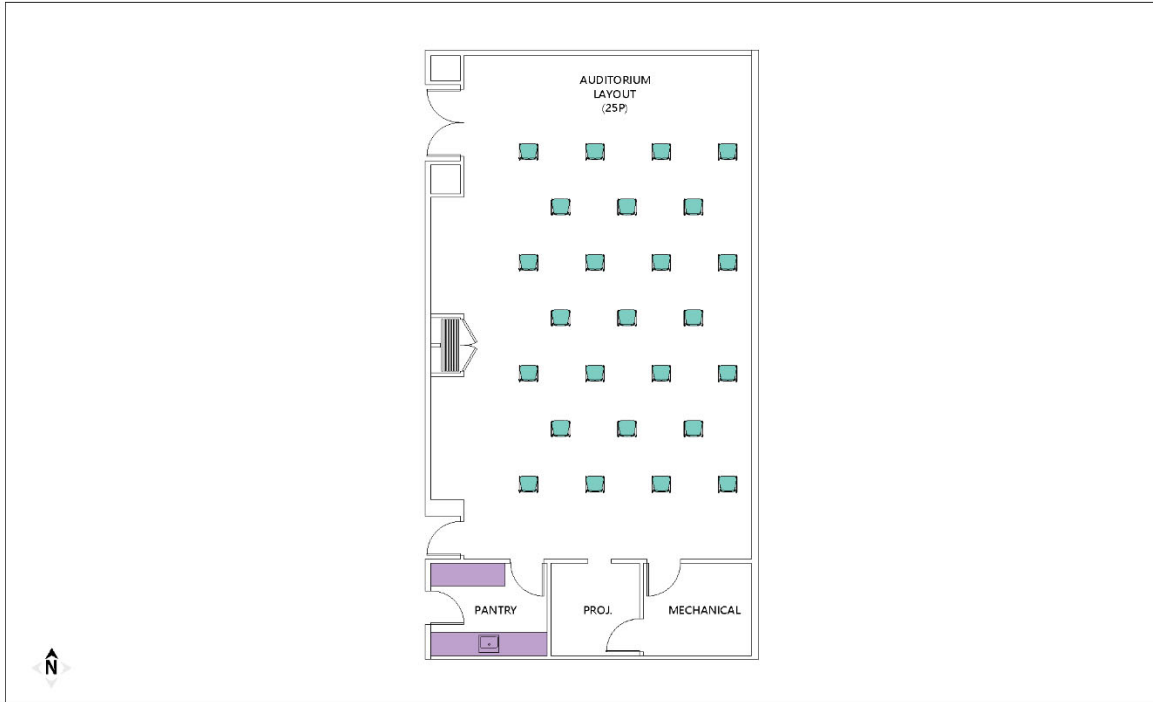 AUDITORIUM
LAYOUT
(25P)
PANTRY
PROJ.
MECHANICAL
N